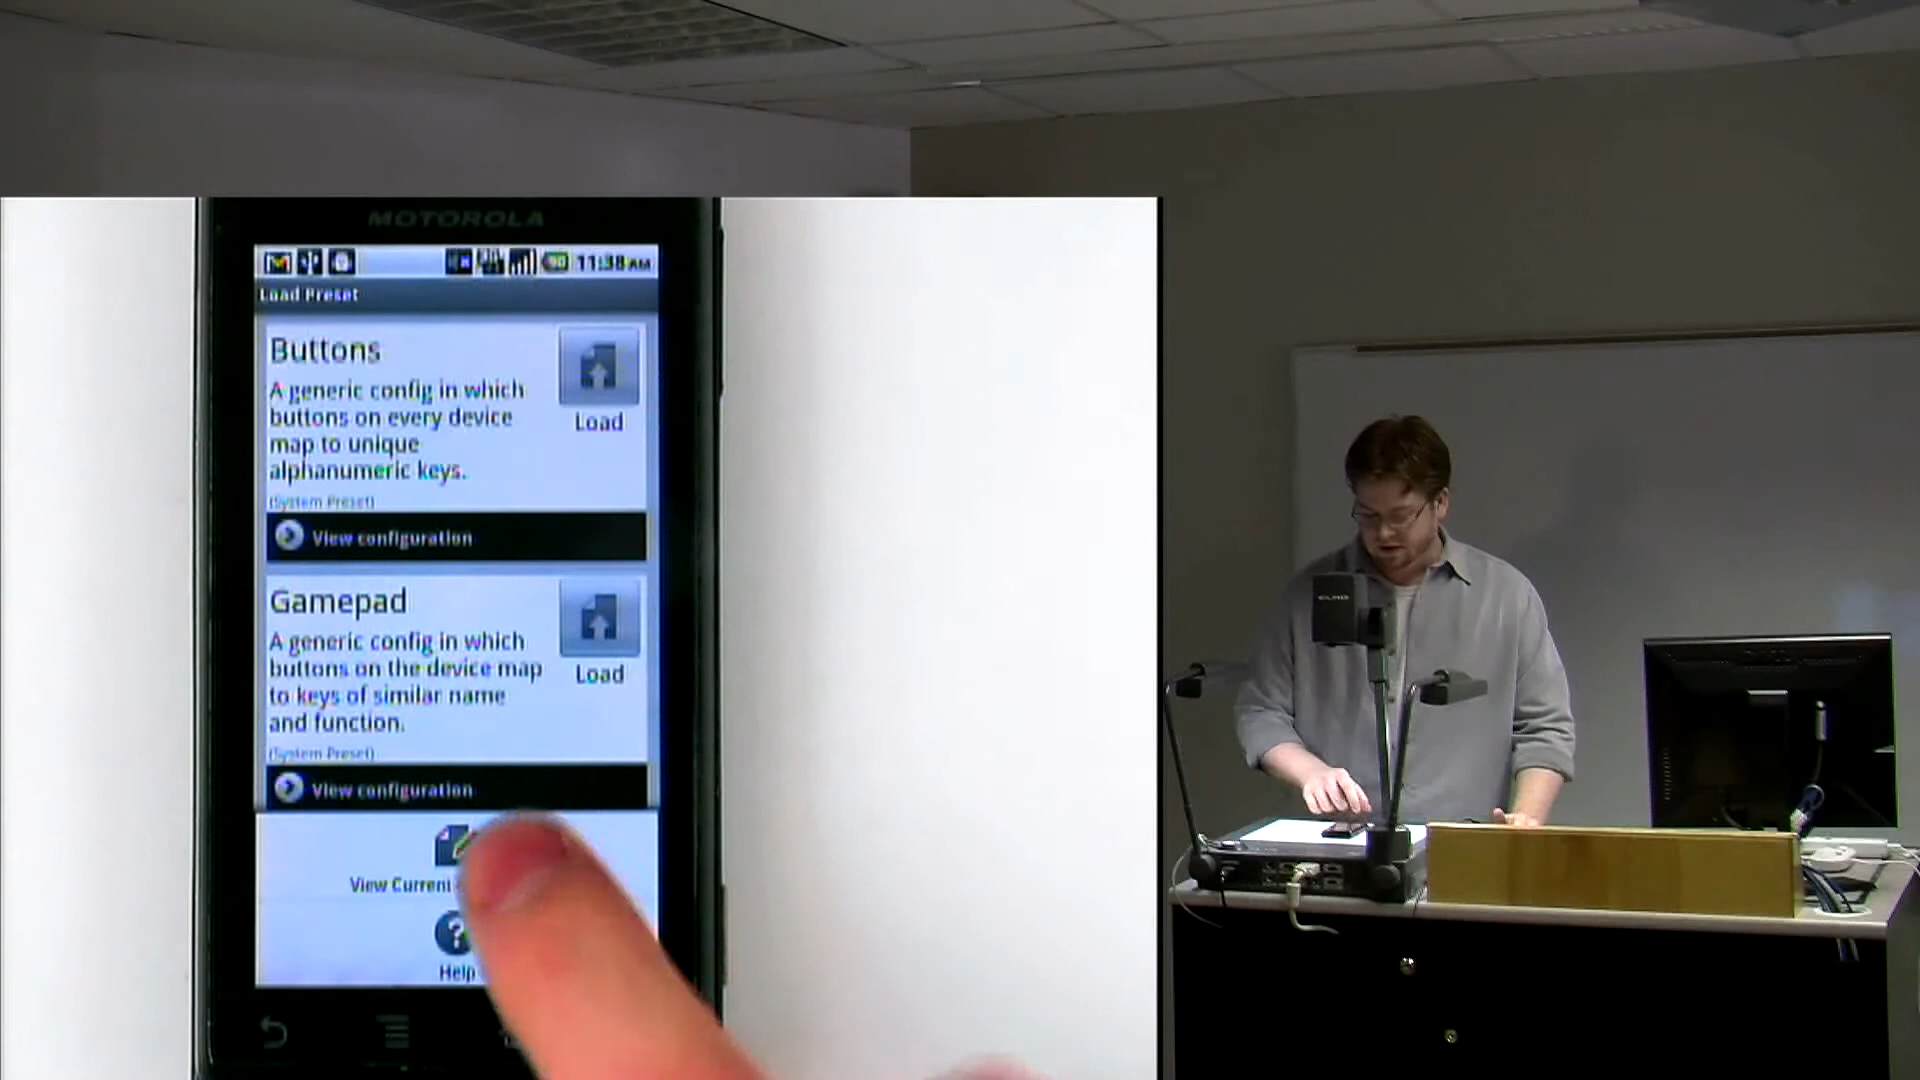 MOTOROLA
11:38 AM
Load Preset
Buttons
A generic config in which
buttons on every device
map to unique
alphanumeric keys.
(System Preset)
Load
View configuration
Gamepad
A generic config in which
buttons on the device map
to keys of similar name
and function.
(System Preset)
Load
View configuration
View Current
Help
ELMO